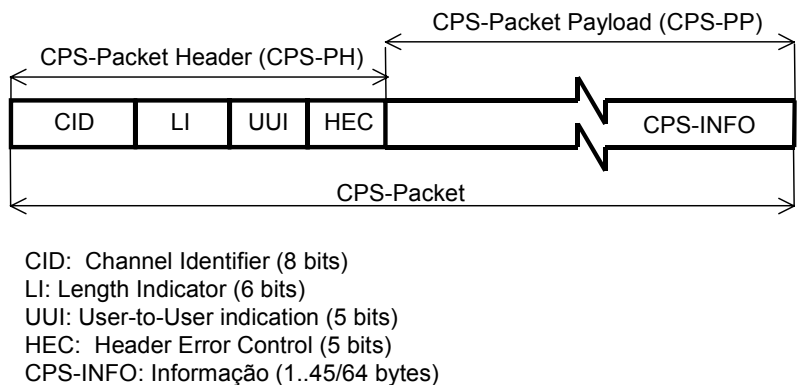 CPS-Packet Payload (CPS-PP)
CPS-Packet Header (CPS-PH)
CID LI UUI HEC CPS-INFO
CPS-Packet
CID: Channel Identifier (8 bits)
LI: Length Indicator (6 bits)
UUI: User-to-User indication (5 bits)
HEC: Header Error Control (5 bits)
CPS-INFO: Informação (1..45/64 bytes)